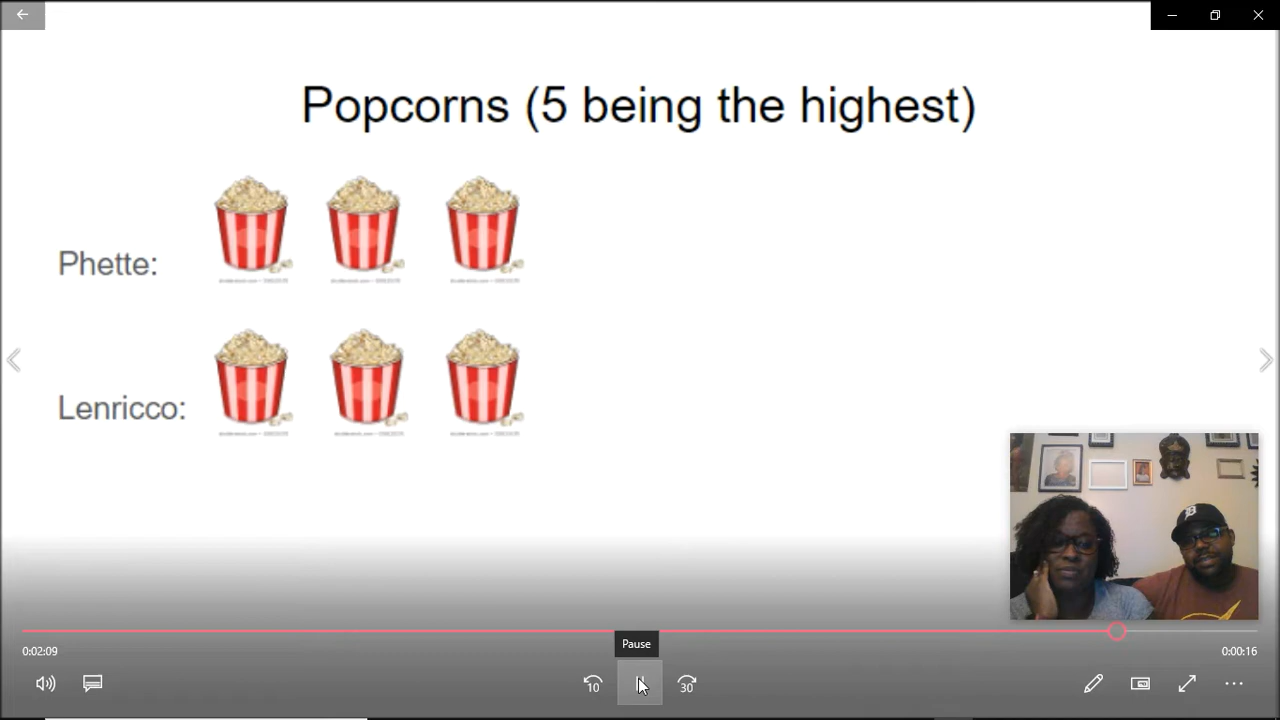 Popcorns (5 being the highest)
Phette:
Lenricco:
Pause
0:02:09
0:00:16
10
30